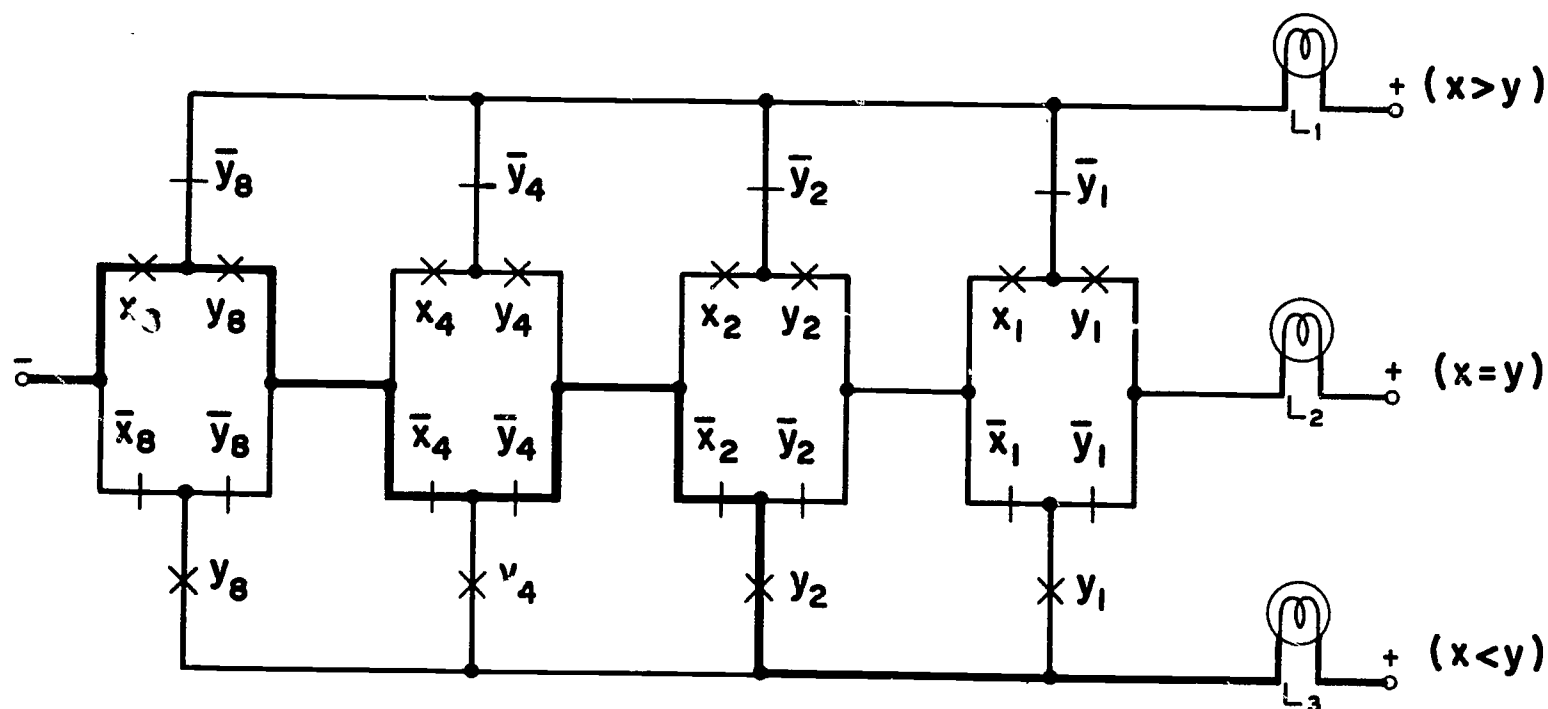 + (x>y)
L₁
ȳ₈ ȳ₄ ȳ₂ ȳ₁
x₄ y₄ x₂ y₂ x₁ y₁
y₈
− + (x=y)
L₂
x̄₈ ȳ₈ x̄₄ ȳ₄ x̄₂ ȳ₂ x̄₁ ȳ₁
y₈ y₂ y₁
+ (x<y)
L₃